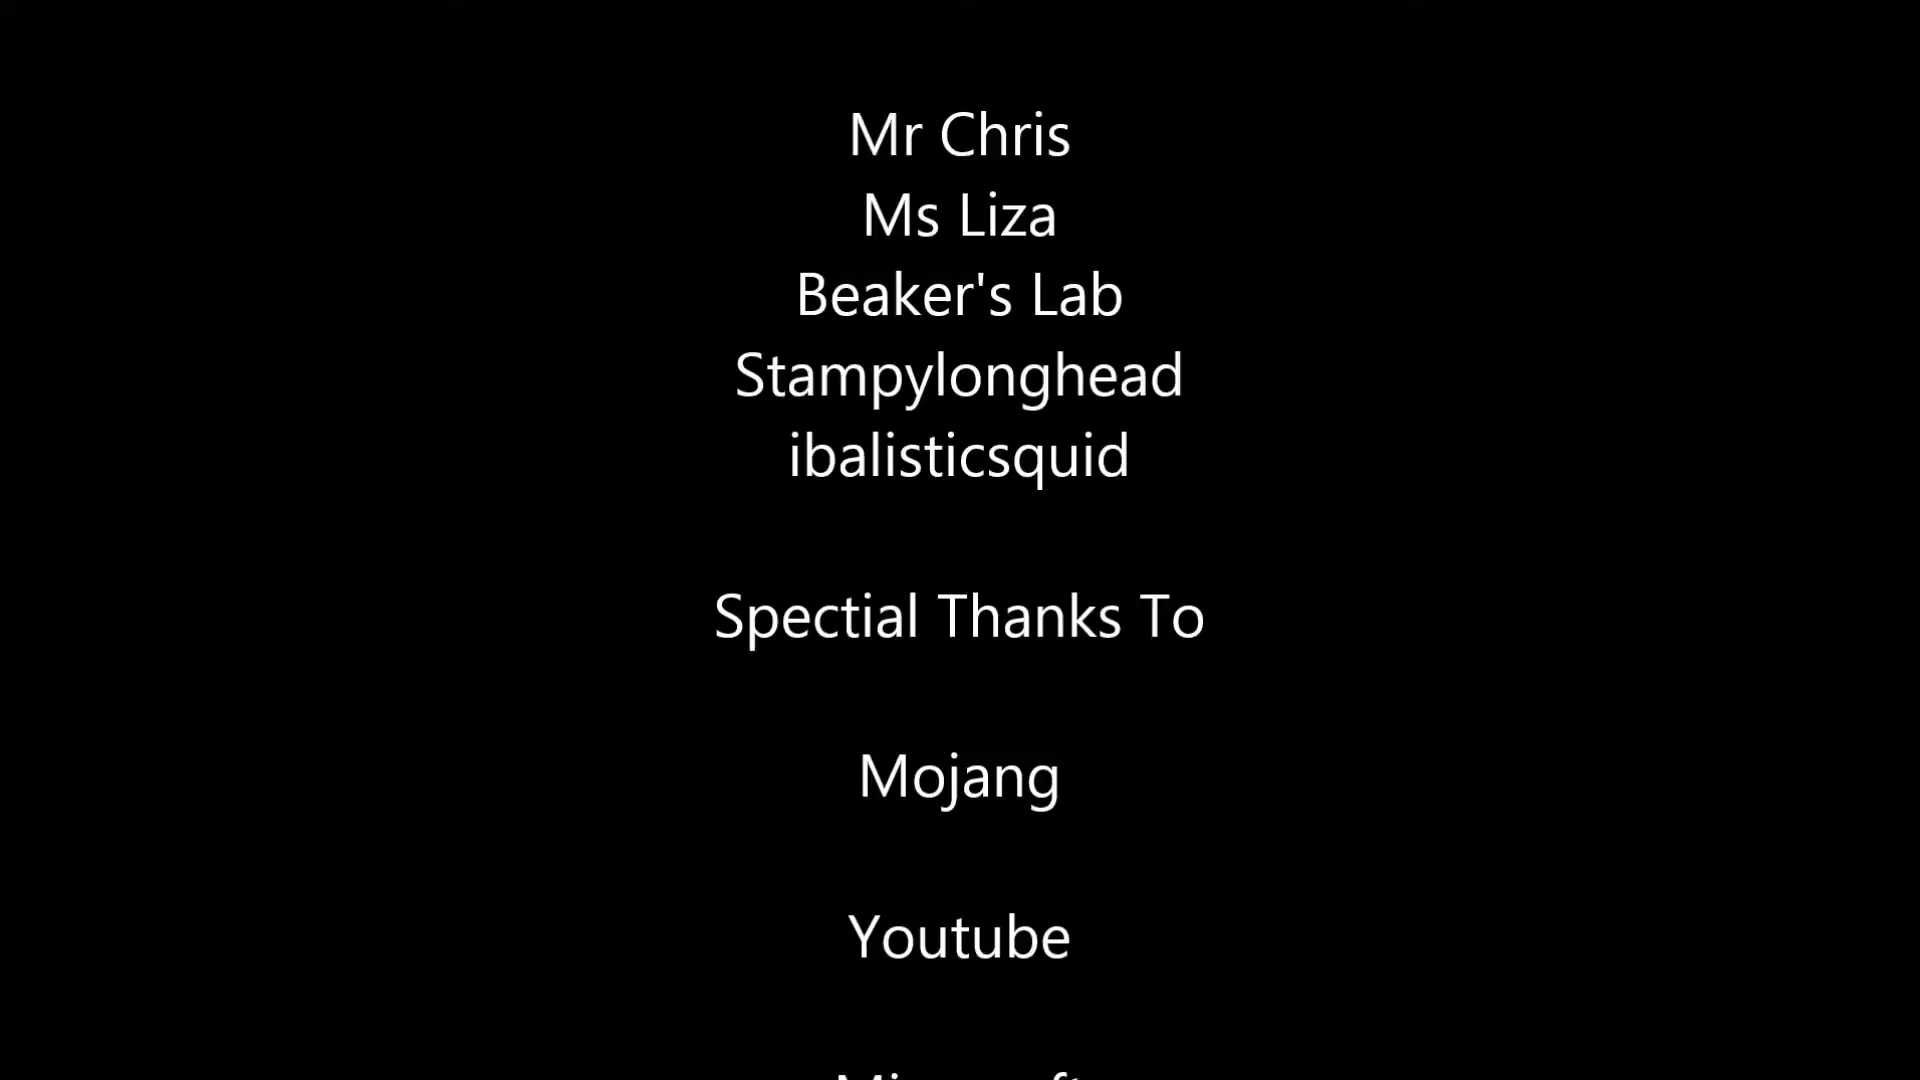 Mr Chris
Ms Liza
Beaker's Lab
Stampylonghead
ibalisticsquid
Spectial Thanks To
Mojang
Youtube